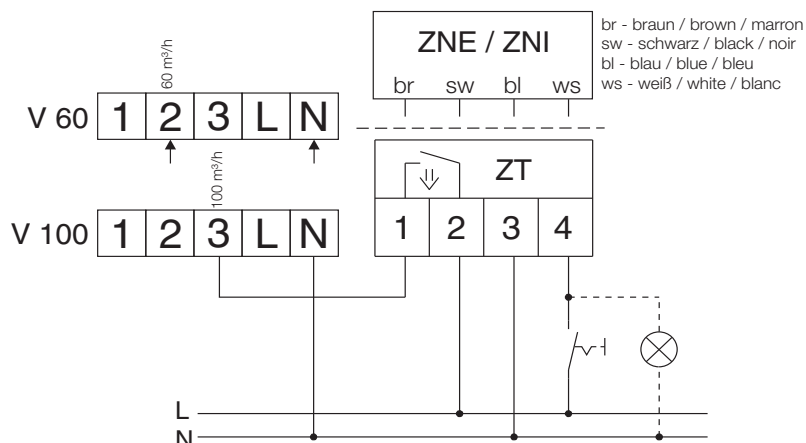 ZNE / ZNI
br sw bl ws
br - braun / brown / marron
sw - schwarz / black / noir
bl - blau / blue / bleu
ws - weiß / white / blanc
60 m³/h
V 60 1 2 3 L N
ZT
1 2 3 4
100 m³/h
V 100 1 2 3 L N
L
N